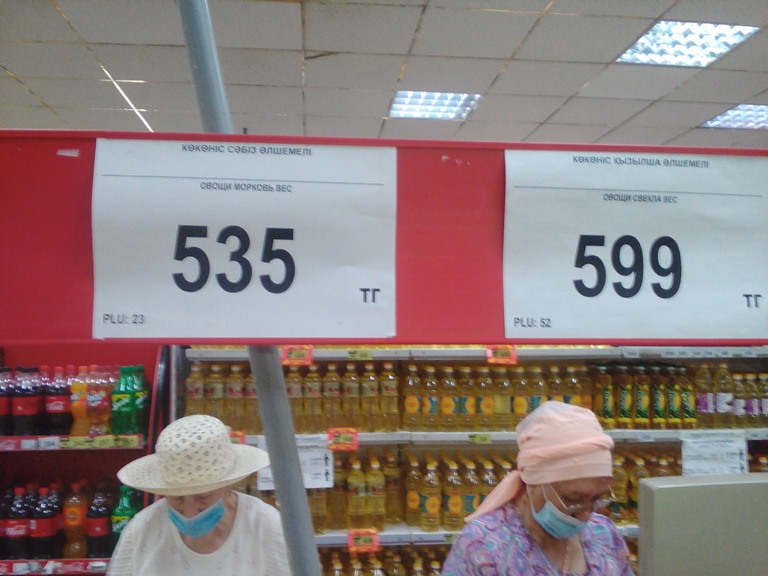 КӨКӨНІС СӘБІЗ ӨЛШЕМЕЛІ
ОВОЩИ МОРКОВЬ ВЕС
535
ТГ
PLU: 23
КӨКӨНІС ҚЫЗЫЛША ӨЛШЕМЕЛІ
ОВОЩИ СВЕКЛА ВЕС
599
ТГ
PLU: 52